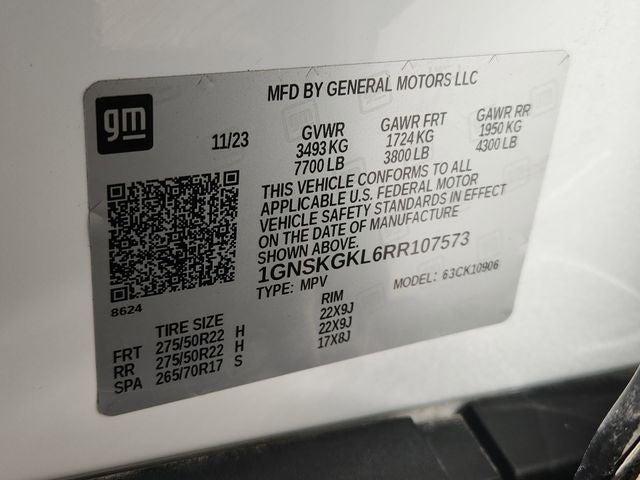 MFD BY GENERAL MOTORS LLC
gm
11/23
GVWR
3493 KG
7700 LB
GAWR FRT
1724 KG
3800 LB
GAWR RR
1950 KG
4300 LB
THIS VEHICLE CONFORMS TO ALL
APPLICABLE U.S. FEDERAL MOTOR
VEHICLE SAFETY STANDARDS IN EFFECT
ON THE DATE OF MANUFACTURE
SHOWN ABOVE.
1GNSKGKL6RR107573
TYPE: MPV
MODEL: 63CK10906
8624
TIRE SIZE
RIM
FRT 275/50R22 H 22X9J
RR 275/50R22 H 22X9J
SPA 265/70R17 S 17X8J